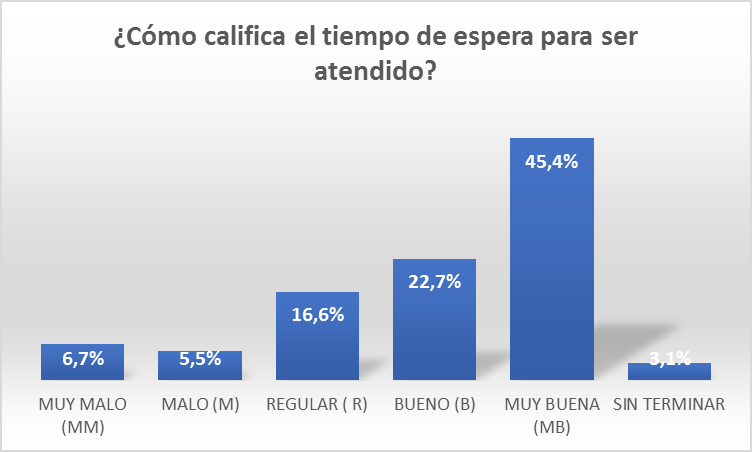 ¿Cómo califica el tiempo de espera para ser
atendido?
45,4%
22,7%
16,6%
6,7%
5,5%
3,1%
MUY MALO
(MM)
MALO (M)
REGULAR ( R)
BUENO (B)
MUY BUENA
(MB)
SIN TERMINAR